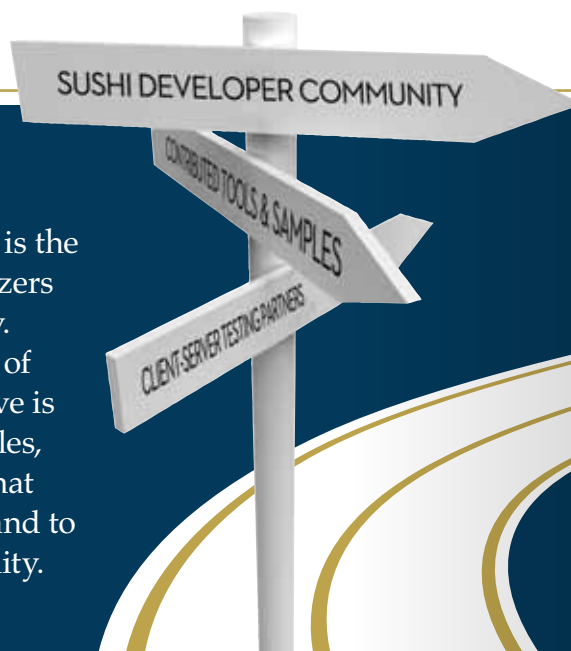 SUSHI DEVELOPER COMMUNITY
CONTRIBUTED TOOLS & SAMPLES
CLIENT-SERVER TESTING PARTNERS
is the
zers
of
ve is
les,
hat
and to
ity.